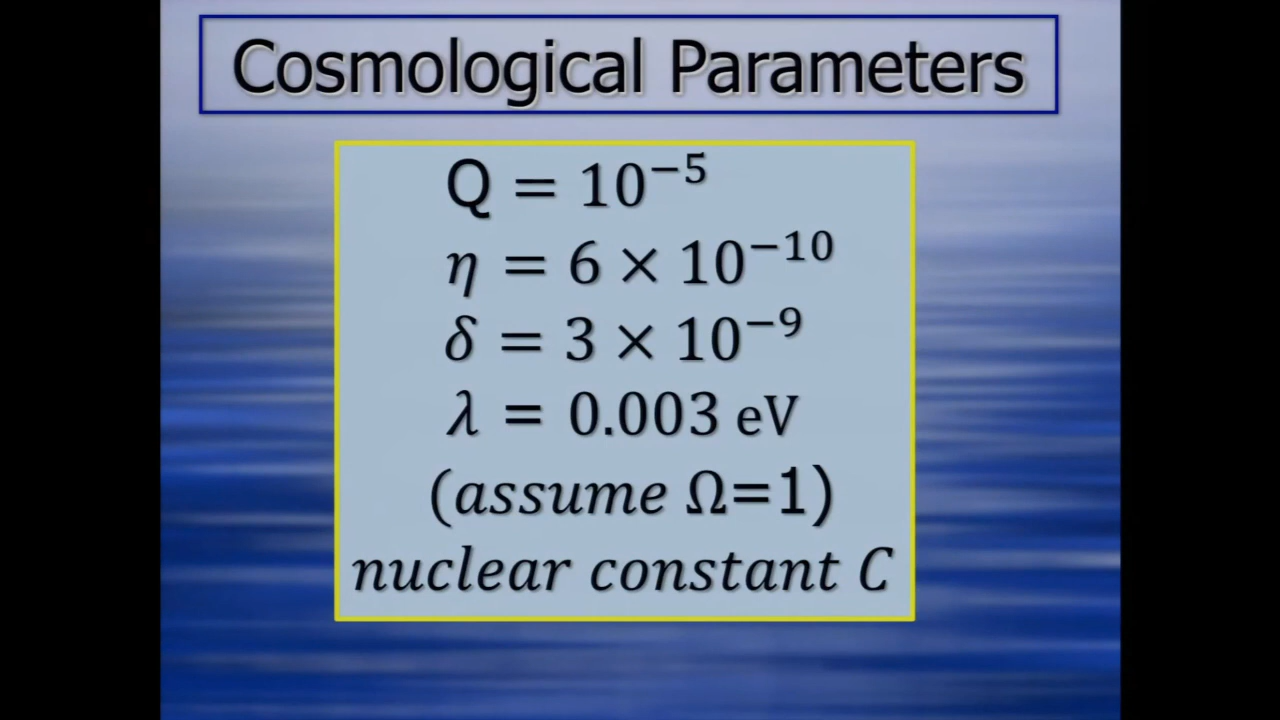 Cosmological Parameters
Q = 10⁻⁵
η = 6 × 10⁻¹⁰
δ = 3 × 10⁻⁹
λ = 0.003 eV
(assume Ω=1)
nuclear constant C